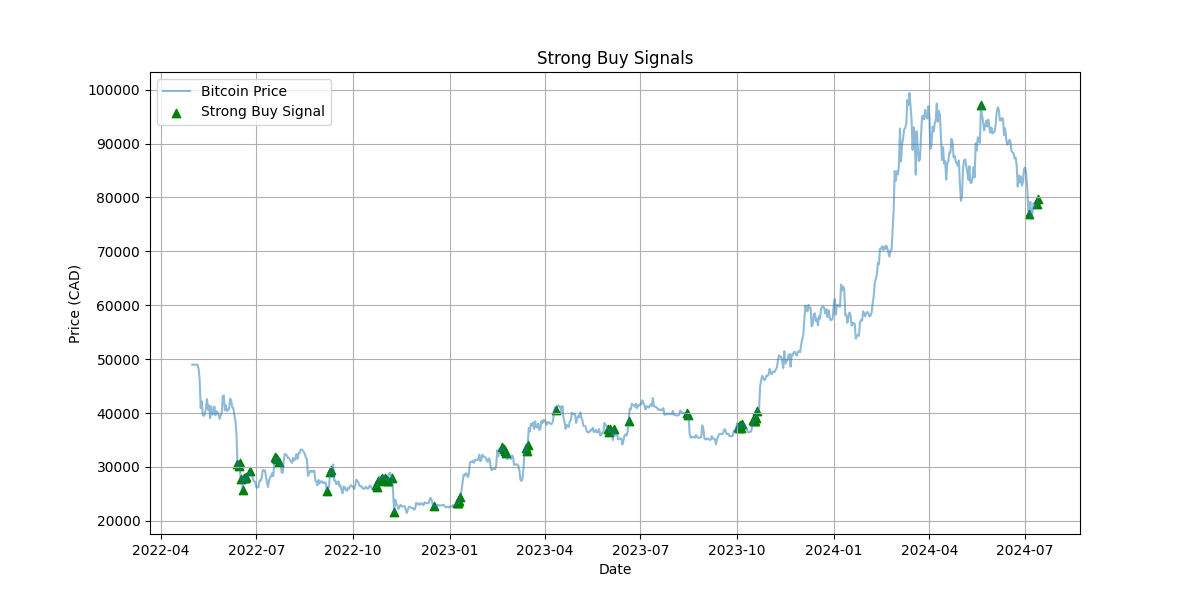 Strong Buy Signals
Bitcoin Price
Strong Buy Signal
100000
90000
80000
70000
60000
50000
40000
30000
20000
Price (CAD)
2022-04 2022-07 2022-10 2023-01 2023-04 2023-07 2023-10 2024-01 2024-04 2024-07
Date